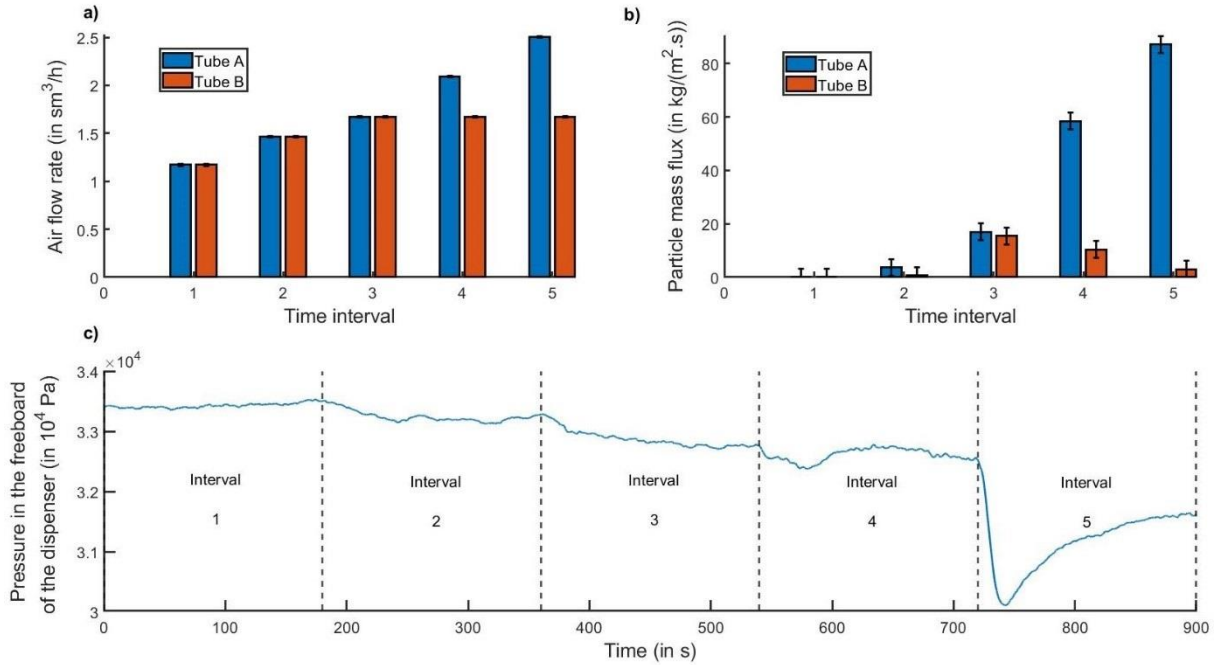 a)
Air flow rate (in sm³/h)
2.5
2
1.5
1
0.5
0
Tube A
Tube B
0 1 2 3 4 5
Time interval
b)
Particle mass flux (in kg/(m².s))
80
60
40
20
0
Tube A
Tube B
0 1 2 3 4 5
Time interval
c)
Pressure in the freeboard
of the dispenser (in 10⁴ Pa)
×10⁴
3.4
3.3
3.2
3.1
3
Interval
1
Interval
2
Interval
3
Interval
4
Interval
5
0 100 200 300 400 500 600 700 800 900
Time (in s)